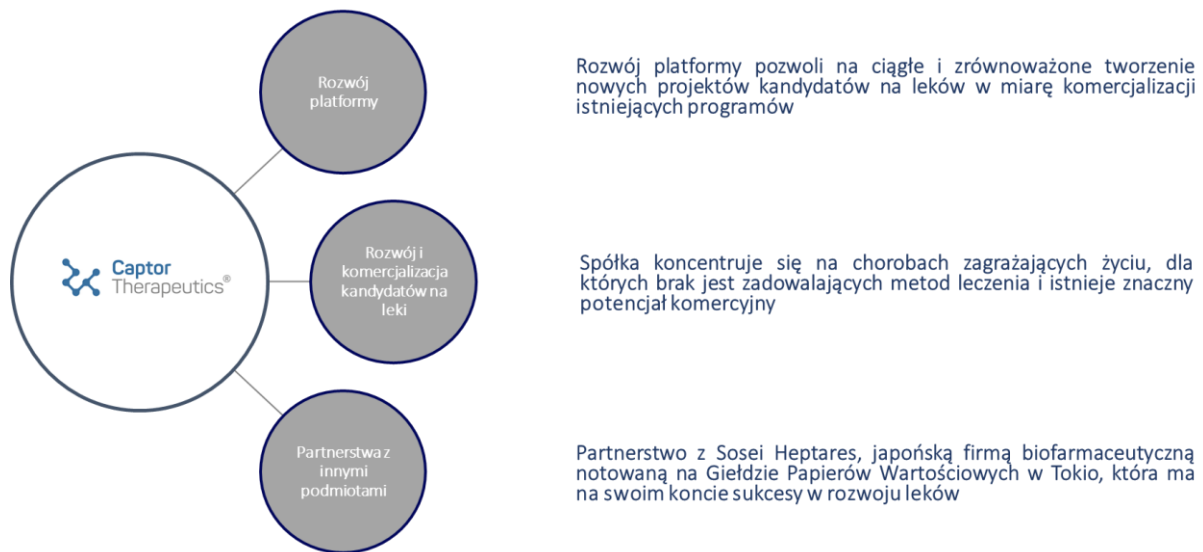 Rozwój
platformy
Rozwój platformy pozwoli na ciągłe i zrównoważone tworzenie
nowych projektów kandydatów na leków w miarę komercjalizacji
istniejących programów
Captor
Therapeutics®
Rozwój i
komercjalizacja
kandydatów na
leki
Spółka koncentruje się na chorobach zagrażających życiu, dla
których brak jest zadowalających metod leczenia i istnieje znaczny
potencjał komercyjny
Partnerstwa z
innymi
podmiotami
Partnerstwo z Sosei Heptares, japońską firmą biofarmaceutyczną
notowaną na Giełdzie Papierów Wartościowych w Tokio, która ma
na swoim koncie sukcesy w rozwoju leków